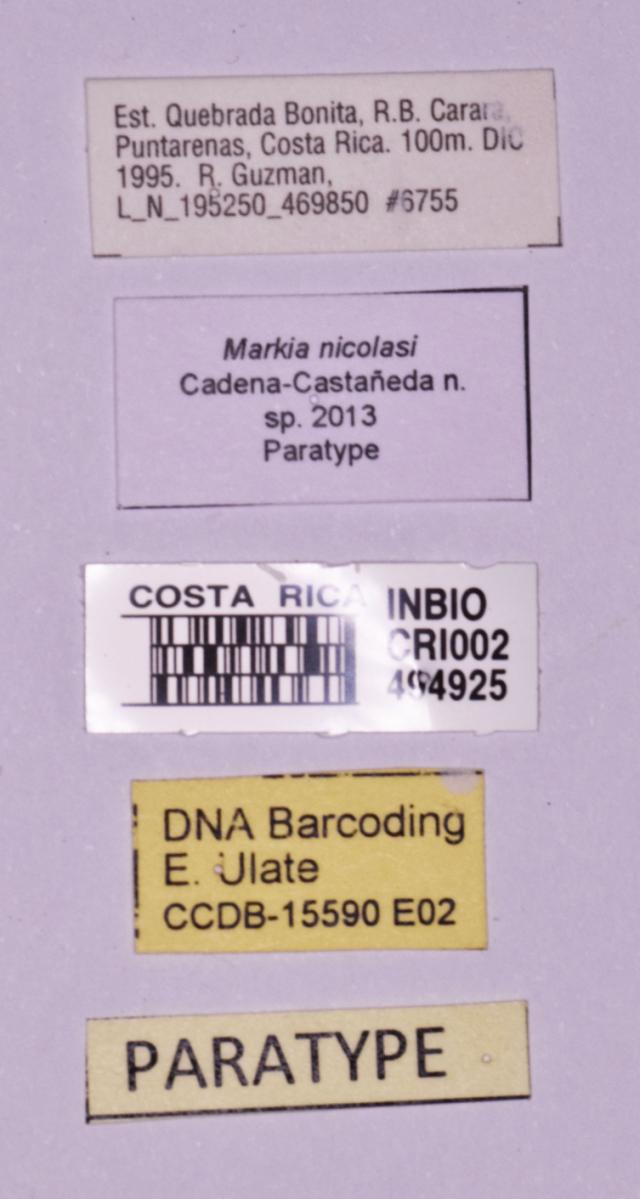 Est. Quebrada Bonita, R.B. Carara,
Puntarenas, Costa Rica. 100m. DIC
1995. R. Guzman,
L_N_195250_469850 #6755
Markia nicolasi
Cadena-Castañeda n.
sp. 2013
Paratype
COSTA RICA
INBIO
CRI002
494925
DNA Barcoding
E. Ulate
CCDB-15590 E02
PARATYPE